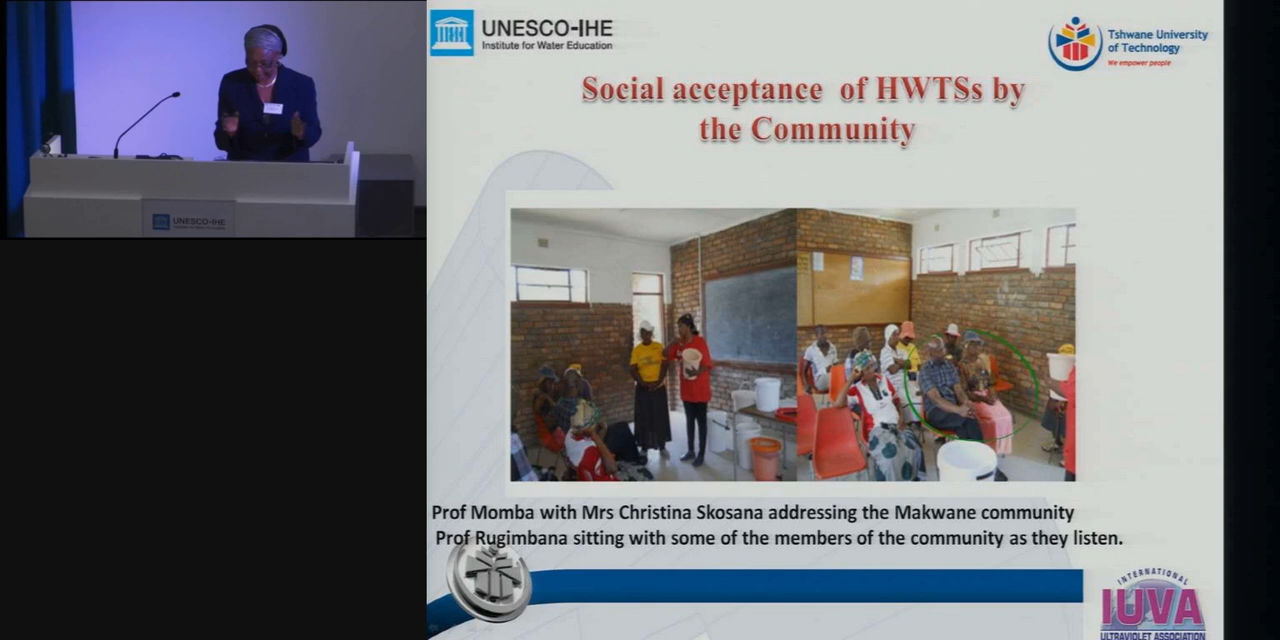 UNESCO-IHE
Institute for Water Education
Tshwane University
of Technology
We empower people
Social acceptance of HWTSs by
the Community
UNESCO-IHE
Prof Momba with Mrs Christina Skosana addressing the Makwane community
Prof Rugimbana sitting with some of the members of the community as they listen.
INTERNATIONAL
IUVA
ULTRAVIOLET ASSOCIATION